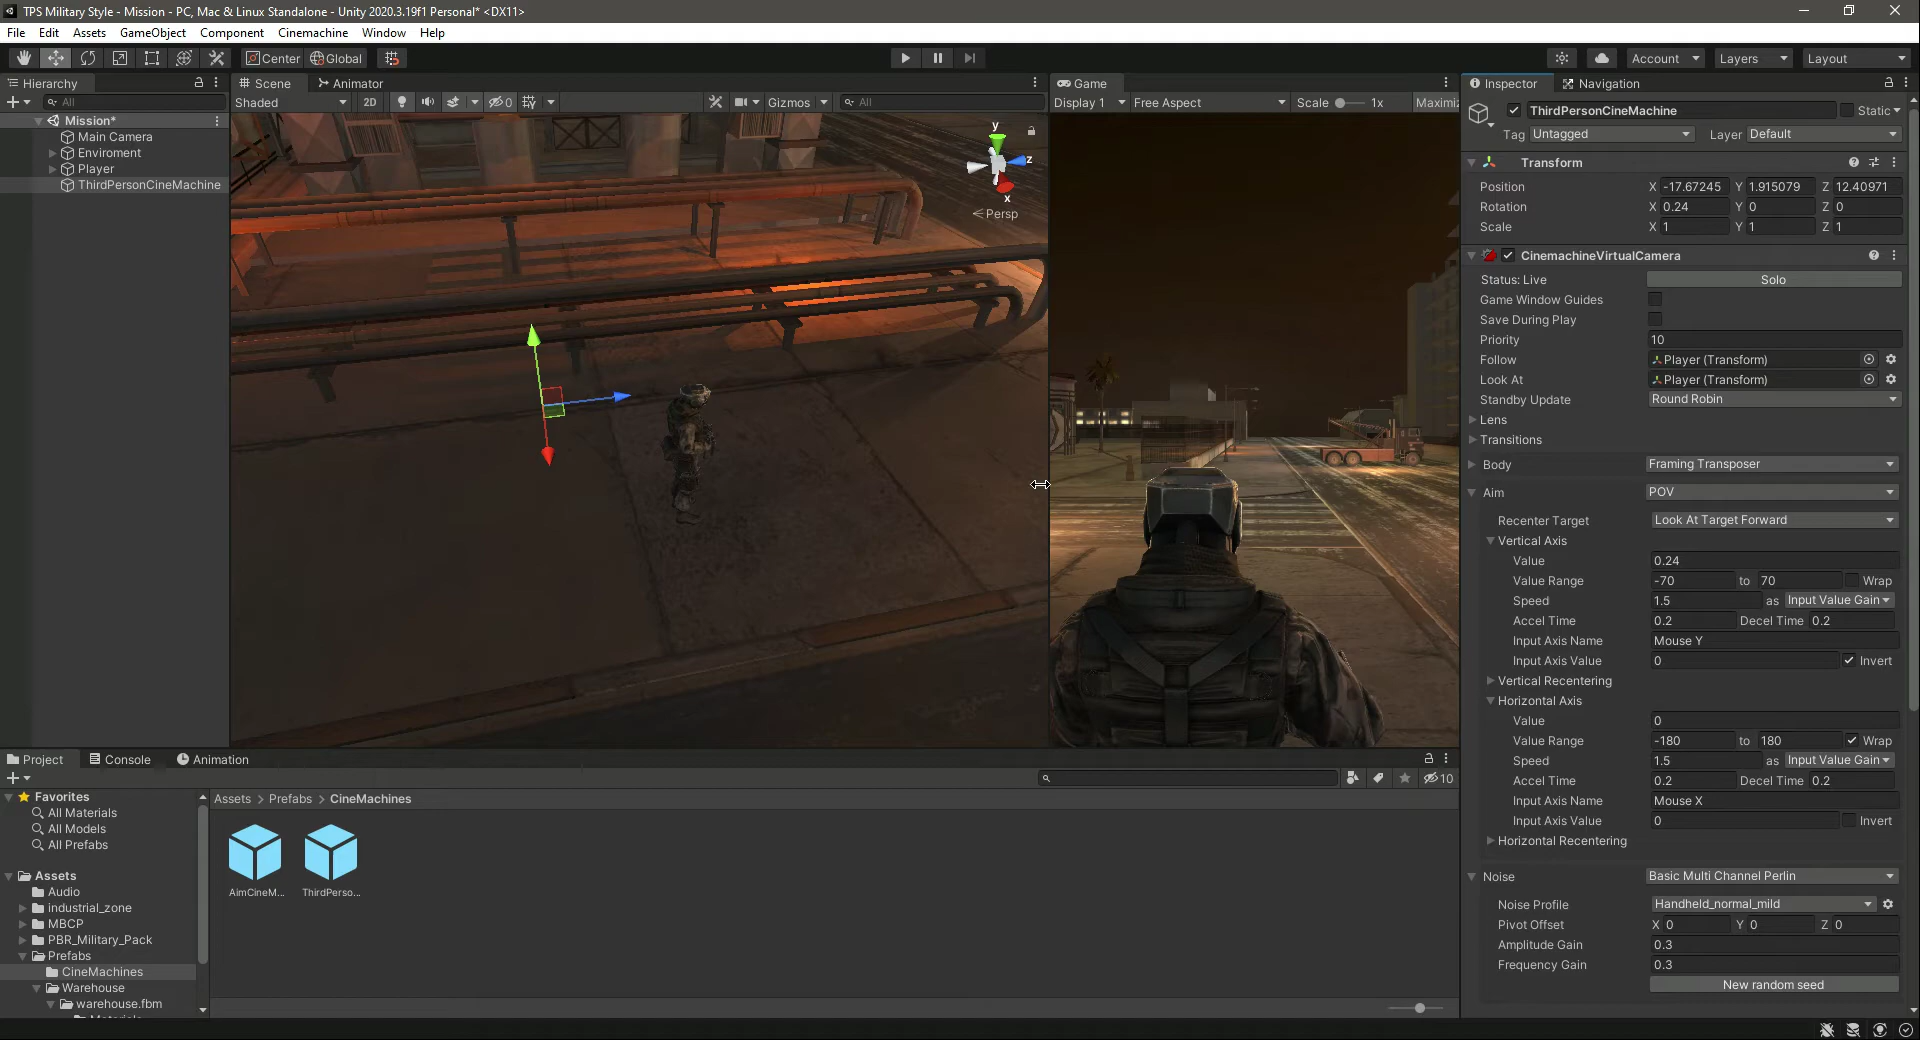 TPS Military Style - Mission - PC, Mac & Linux Standalone - Unity 2020.3.19f1 Personal* <DX11>
File Edit Assets GameObject Component Cinemachine Window Help
Center Global Account Layers Layout
Hierarchy
All
Mission*
Main Camera
Enviroment
Player
ThirdPersonCineMachine
Scene Animator
Shaded 2D 0 Gizmos All
y
z
x
Persp
Game
Display 1 Free Aspect Scale 1x Maximi
Inspector Navigation
ThirdPersonCineMachine Static
Tag Untagged Layer Default
Transform
Position X -17.67245 Y 1.915079 Z 12.40971
Rotation X 0.24 Y 0 Z 0
Scale X 1 Y 1 Z 1
CinemachineVirtualCamera
Status: Live Solo
Game Window Guides
Save During Play
Priority 10
Follow Player (Transform)
Look At Player (Transform)
Standby Update Round Robin
Lens
Transitions
Body Framing Transposer
Aim POV
Recenter Target Look At Target Forward
Vertical Axis
Value 0.24
Value Range -70 to 70 Wrap
Speed 1.5 as Input Value Gain
Accel Time 0.2 Decel Time 0.2
Input Axis Name Mouse Y
Input Axis Value 0 Invert
Vertical Recentering
Horizontal Axis
Value 0
Value Range -180 to 180 Wrap
Speed 1.5 as Input Value Gain
Accel Time 0.2 Decel Time 0.2
Input Axis Name Mouse X
Input Axis Value 0 Invert
Horizontal Recentering
Noise Basic Multi Channel Perlin
Noise Profile Handheld_normal_mild
Pivot Offset X 0 Y 0 Z 0
Amplitude Gain 0.3
Frequency Gain 0.3
New random seed
Project Console Animation
10
Favorites
All Materials
All Models
All Prefabs
Assets
Audio
industrial_zone
MBCP
PBR_Military_Pack
Prefabs
CineMachines
Warehouse
warehouse.fbm
Assets > Prefabs > CineMachines
AimCineM... ThirdPerso...